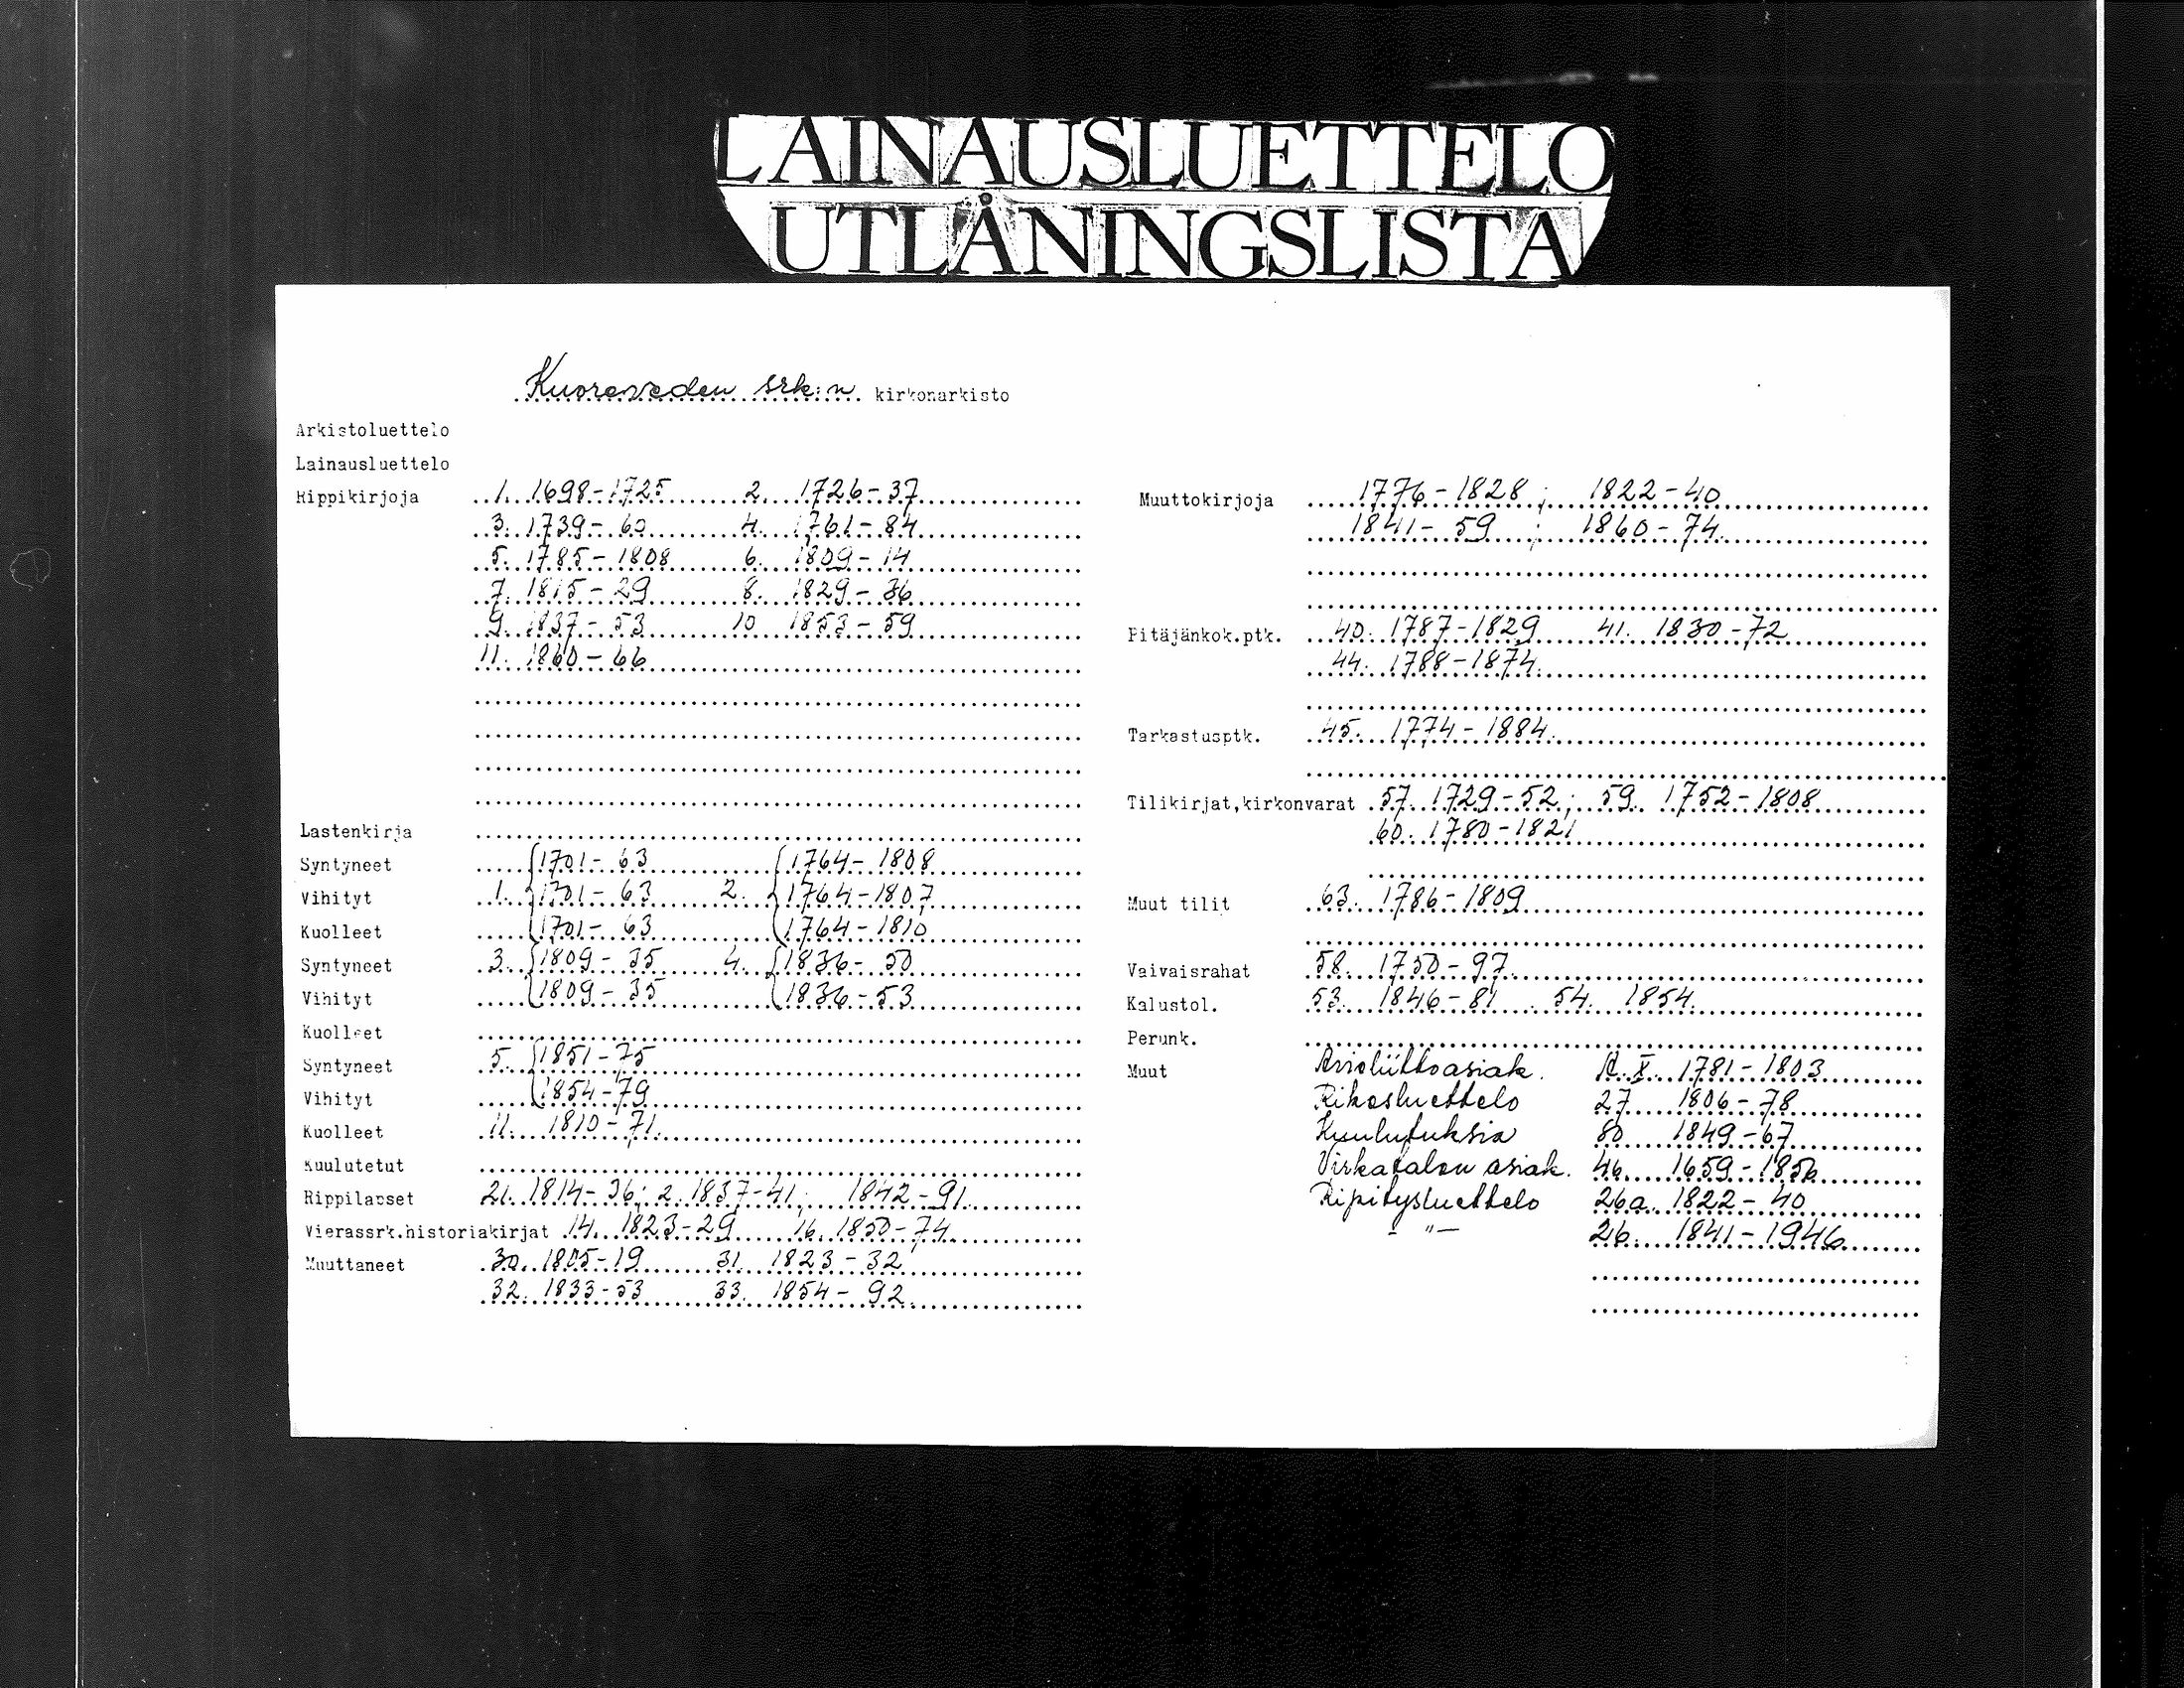 LAINAUSLUETTELO
UTLÅNINGSLISTA
Kuoreveden srk:n kirkonarkisto
Arkistoluettelo
Lainausluettelo
Rippikirjoja 1. 1698-1725 2. 1726-37
3. 1739-60 4. 1761-84
5. 1785-1808 6. 1809-14
7. 1815-29 8. 1829-36
9. 1837-53 10 1853-59
11. 1860-66
Lastenkirja
Syntyneet 1701-63 1764-1808
Vihityt 1. 1701-63 2. 1764-1807
Kuolleet 1701-63 1764-1810
Syntyneet 3. 1809-35 4. 1836-50
Vihityt 1809-35 1836-53
Kuolleet
Syntyneet 5. 1851-75
Vihityt 1854-79
Kuolleet 11. 1810-71.
Kuulutetut
Rippilapset 21. 1814-36; 2. 1837-41; 1842-91.
Vierassrk.historiakirjat 14. 1823-29 16. 1850-74
Muuttaneet 30. 1805-19 31. 1823-32
32. 1833-53 33. 1854-92.
Muuttokirjoja 1776-1828; 1822-40
1841-59; 1860-74.
Pitäjänkok.ptk. 40. 1787-1829 41. 1830-72
44. 1788-1874.
Tarkastusptk. 45. 1774-1884.
Tilikirjat,kirkonvarat 57. 1729-52; 59. 1752-1808
60. 1780-1821
Muut tilit 63. 1786-1809
Vaivaisrahat 58. 1750-97.
Kalustol. 53. 1846-81. 54. 1854.
Perunk.
Muut Avioliittoasiak. A.X. 1781-1803
Rikosluettelo 27 1806-78
Kuulutuksia 80 1849-67
Virkatalon asiak. 46. 1659-1856
Ripitysluettelo 26a. 1822-40
- " - 26. 1841-1946